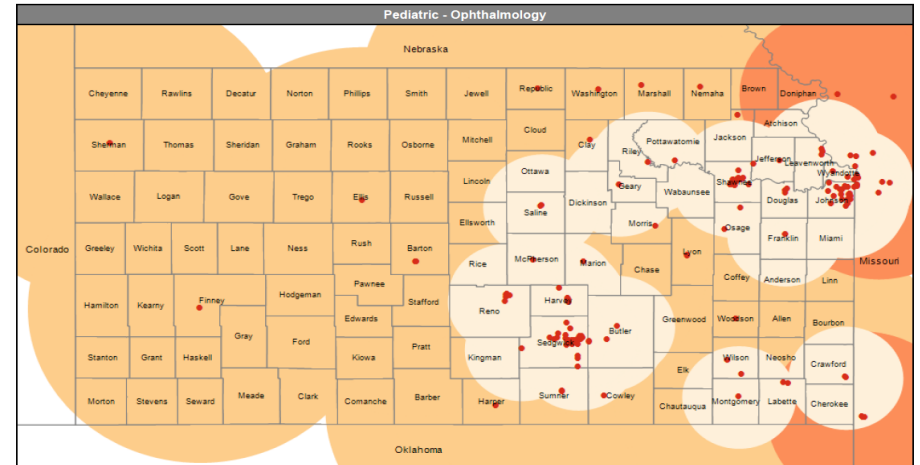 Pediatric - Ophthalmology
Nebraska
Cheyenne Rawlins Decatur Norton Phillips Smith Jewell Republic Washington Marshall Nemaha Brown Doniphan
Sherman Thomas Sheridan Graham Rooks Osborne Mitchell Cloud Clay Riley Pottawatomie Jackson Atchison
Jefferson Leavenworth
Wallace Logan Gove Trego Ellis Russell Lincoln Ottawa Geary Wabaunsee Shawnee Wyandotte
Saline Dickinson Douglas Johnson
Ellsworth Morris Osage
Colorado Greeley Wichita Scott Lane Ness Rush Barton Rice McPherson Marion Chase Lyon Franklin Miami Missouri
Hamilton Kearny Finney Hodgeman Pawnee Stafford Reno Harvey Coffey Anderson Linn
Gray Ford Edwards Sedgwick Butler Greenwood Woodson Allen Bourbon
Stanton Grant Haskell Kiowa Pratt Kingman Elk Wilson Neosho Crawford
Morton Stevens Seward Meade Clark Comanche Barber Harper Sumner Cowley Chautauqua Montgomery Labette Cherokee
Oklahoma